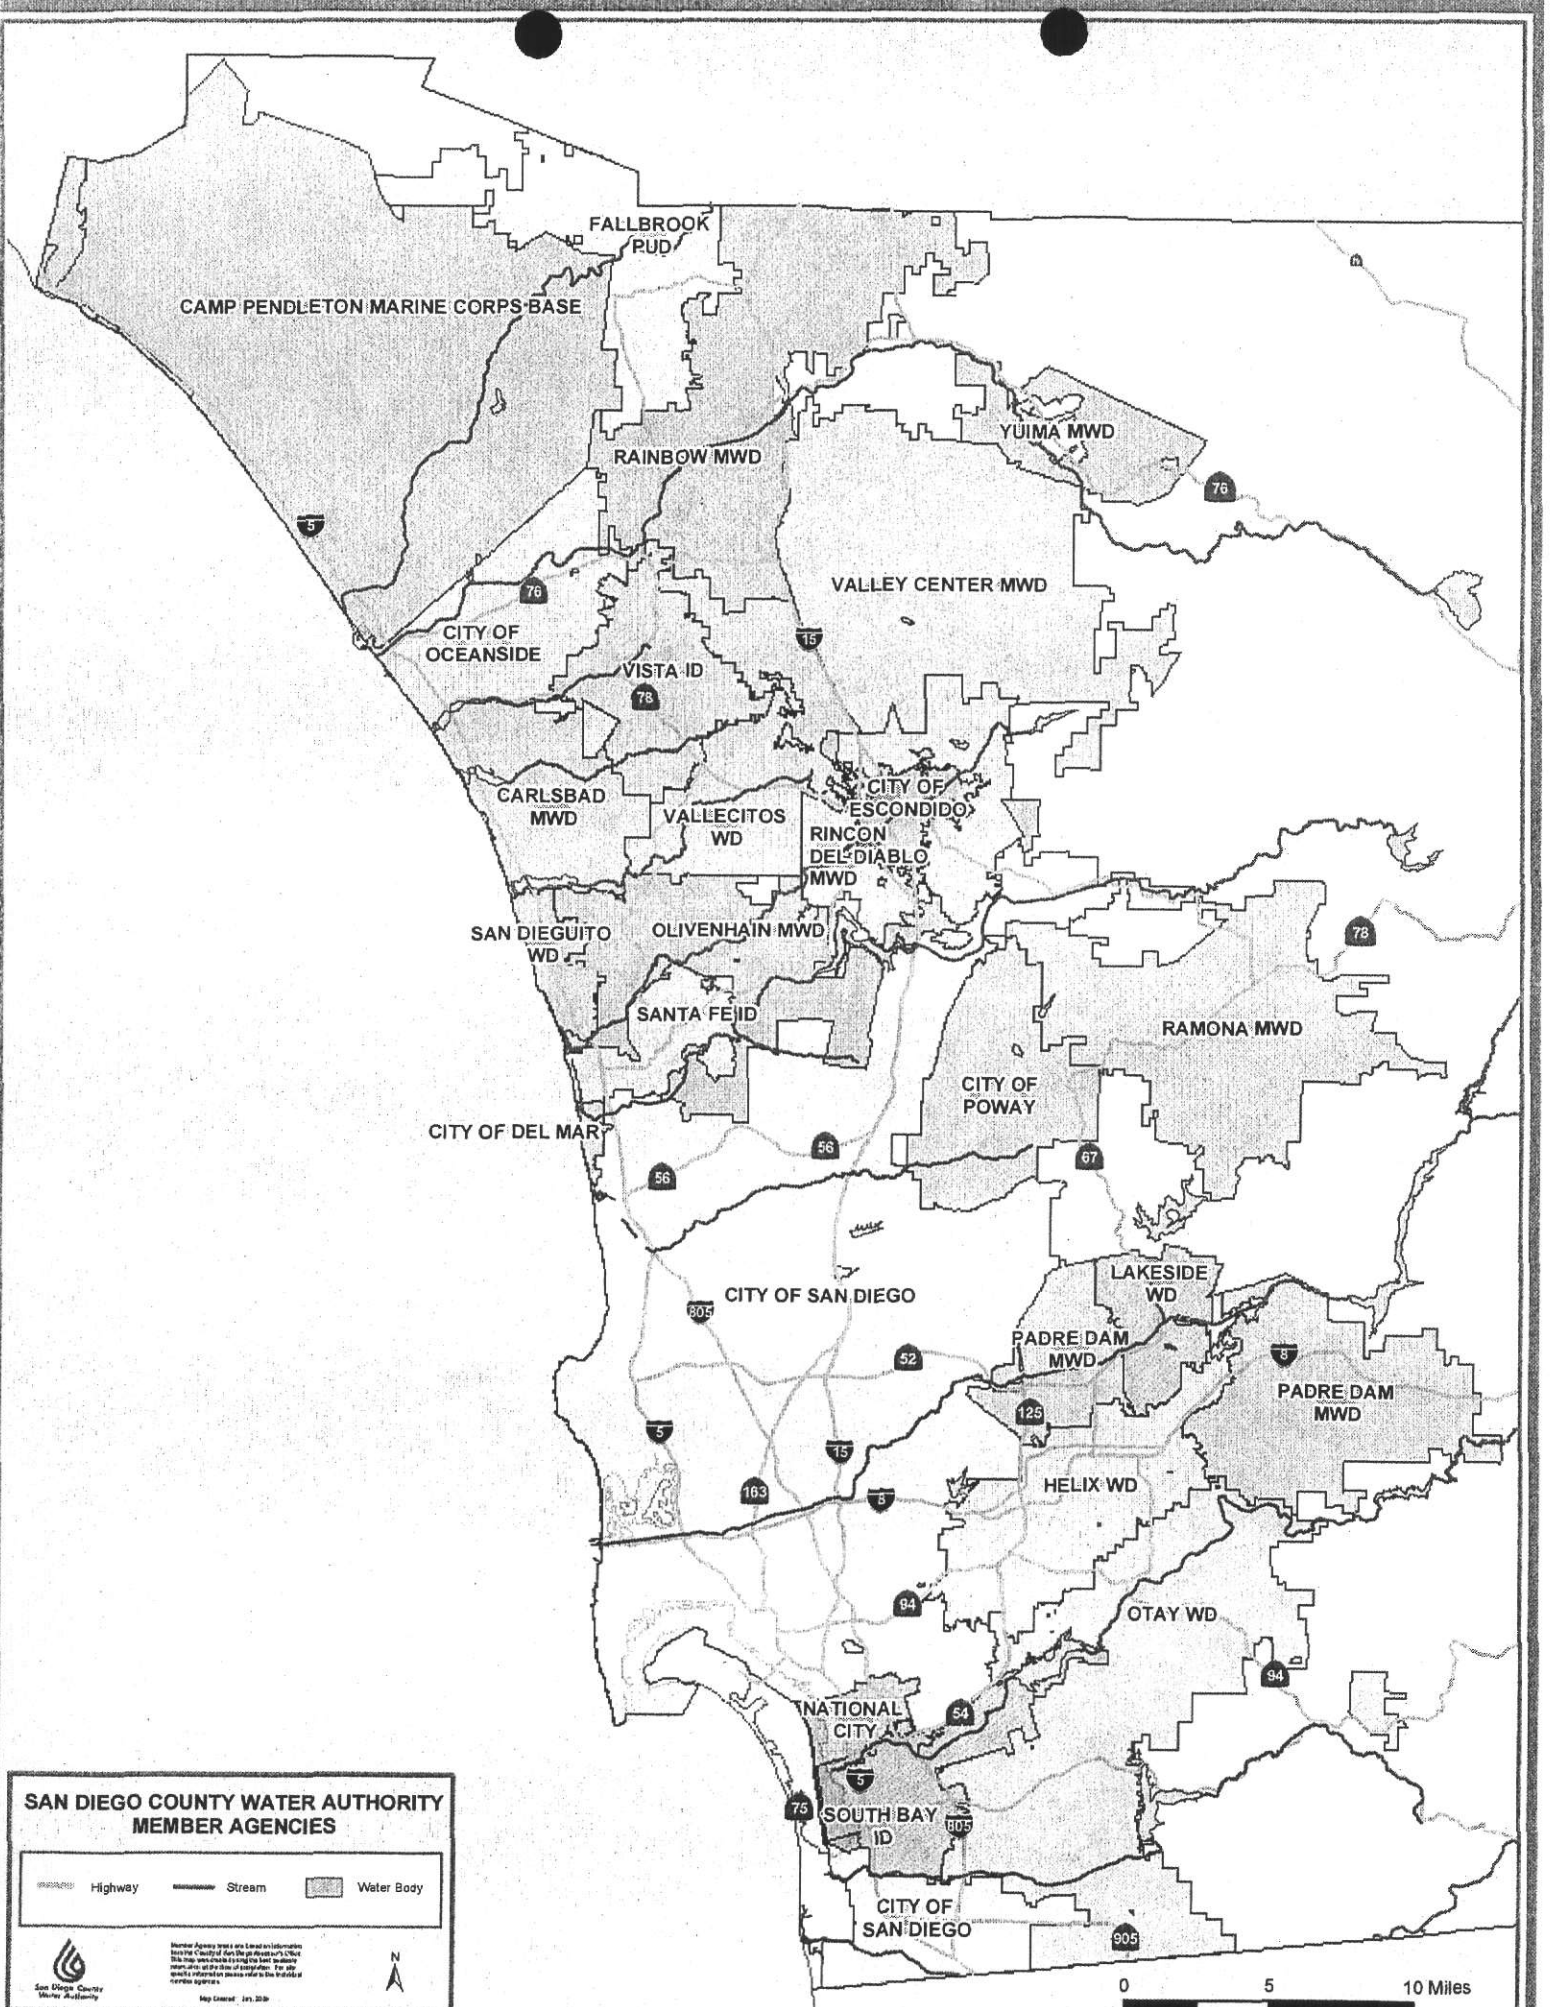 FALLBROOK
PUD
CAMP PENDLETON MARINE CORPS BASE
YUIMA MWD
RAINBOW MWD
76
5
VALLEY CENTER MWD
76
CITY OF
OCEANSIDE
15
VISTA ID
78
CITY OF
ESCONDIDO
CARLSBAD
MWD
VALLECITOS
WD
RINCON
DEL DIABLO
MWD
SAN DIEGUITO
WD
OLIVENHAIN MWD
78
SANTA FE ID
RAMONA MWD
CITY OF
POWAY
CITY OF DEL MAR
56
56
67
LAKESIDE
WD
CITY OF SAN DIEGO
805
PADRE DAM
MWD
52
8
PADRE DAM
MWD
125
5
15
163
8
HELIX WD
94
OTAY WD
94
NATIONAL
CITY
54
5
75
SOUTH BAY
ID
805
CITY OF
SAN DIEGO
905
SAN DIEGO COUNTY WATER AUTHORITY
MEMBER AGENCIES
Highway
Stream
Water Body
San Diego County
Water Authority
N
0 5 10 Miles